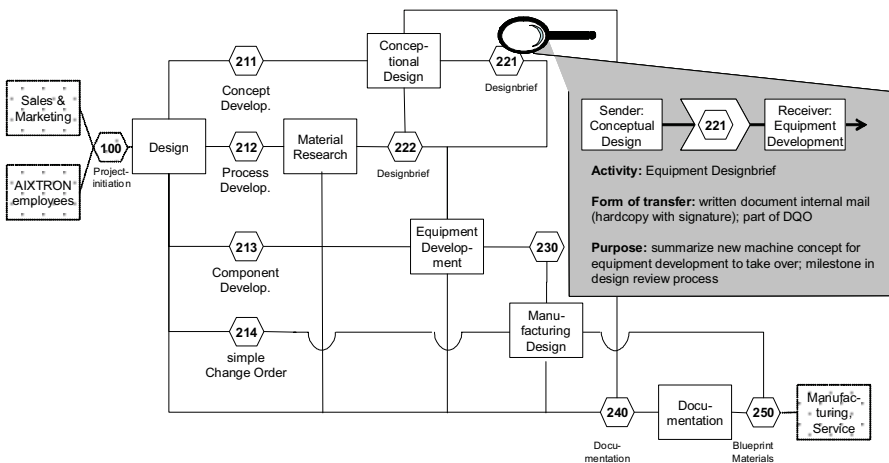 Sales &
Marketing
AIXTRON
employees
100
Project-
initiation
Design
211
Concept
Develop.
212
Process
Develop.
213
Component
Develop.
214
simple
Change Order
Material
Research
Concep-
tional
Design
221
Designbrief
222
Designbrief
Equipment
Develop-
ment
230
Manu-
facturing
Design
240
Docu-
mentation
Docu-
mentation
250
Blueprint
Materials
Manufac-
turing,
Service
Sender:
Conceptual
Design
221
Receiver:
Equipment
Development
Activity: Equipment Designbrief
Form of transfer: written document internal mail
(hardcopy with signature); part of DQO
Purpose: summarize new machine concept for
equipment development to take over; milestone in
design review process